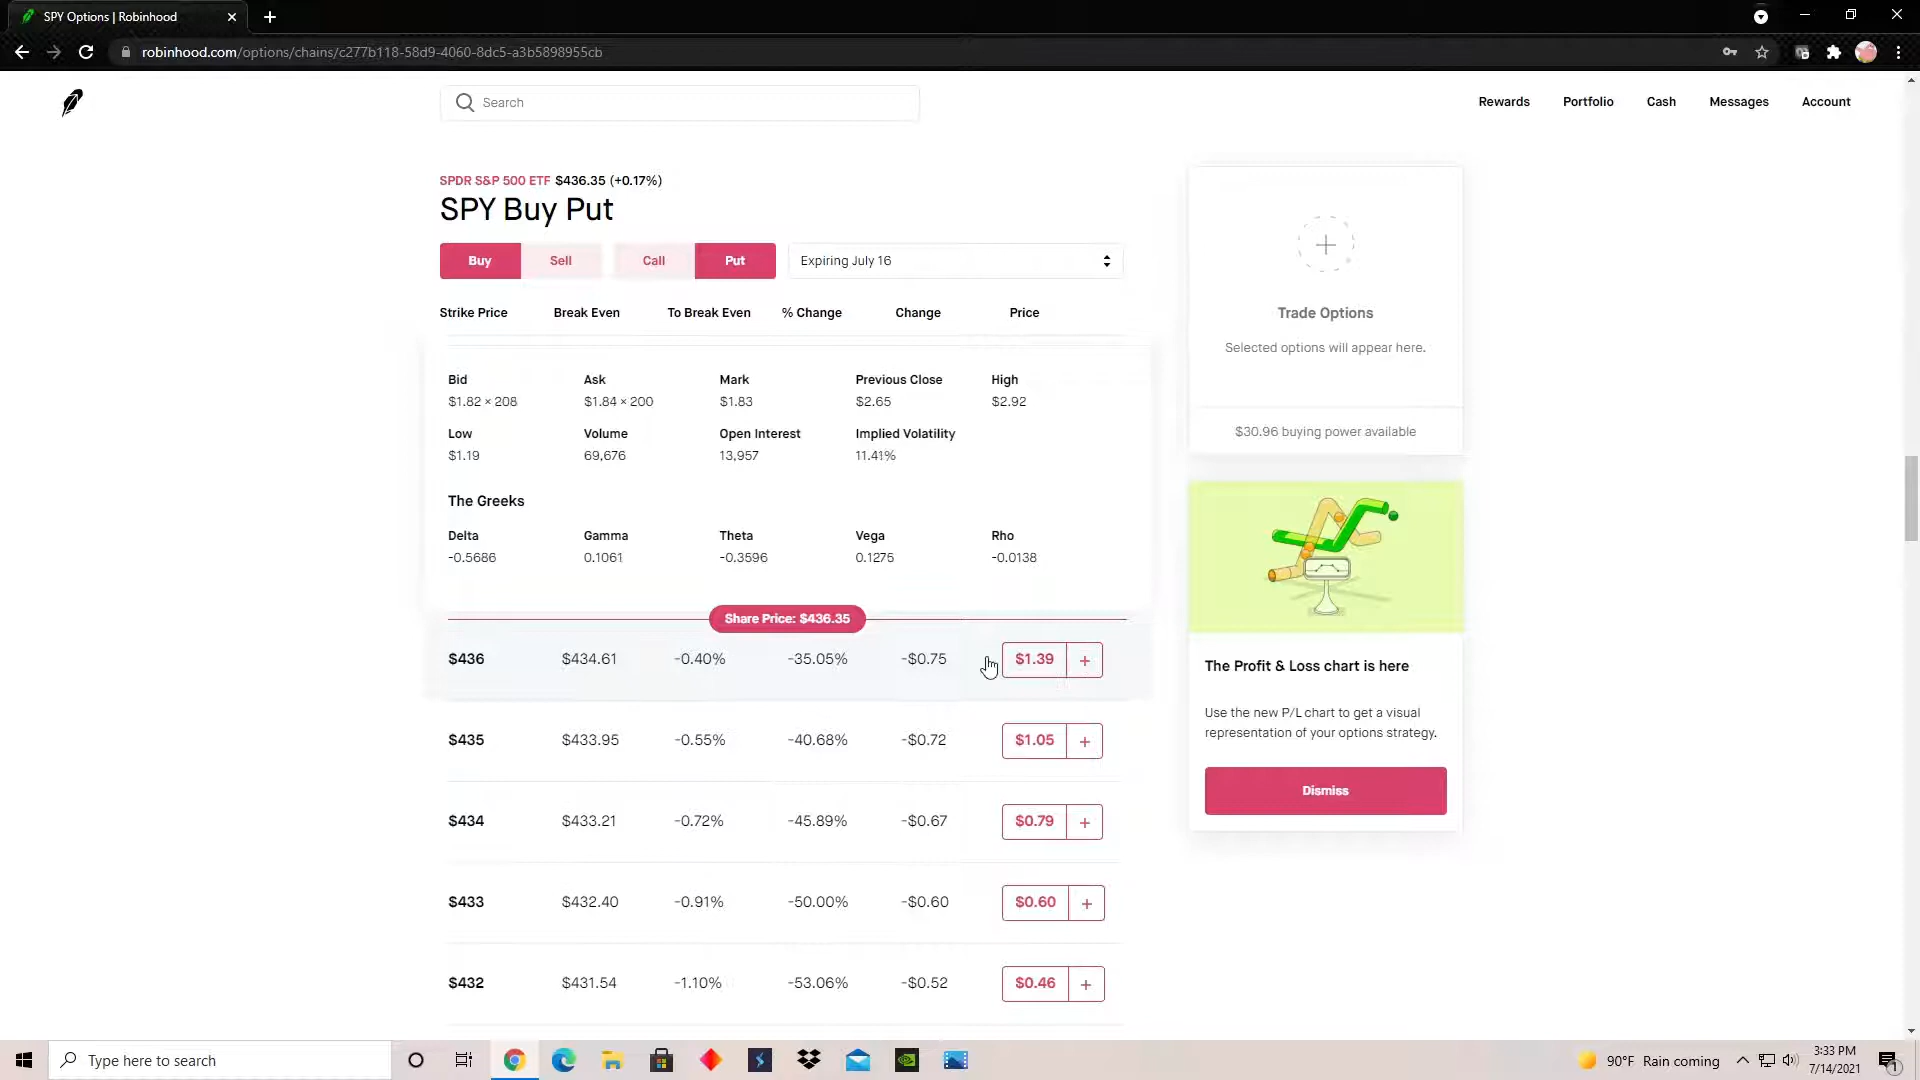 SPY Options | Robinhood
robinhood.com/options/chains/c277b118-58d9-4060-8dc5-a3b5898955cb
Search
Rewards Portfolio Cash Messages Account
SPDR S&P 500 ETF $436.35 (+0.17%)
SPY Buy Put
Buy Sell Call Put Expiring July 16
Strike Price Break Even To Break Even % Change Change Price
Bid Ask Mark Previous Close High
$1.82 × 208 $1.84 × 200 $1.83 $2.65 $2.92
Low Volume Open Interest Implied Volatility
$1.19 69,676 13,957 11.41%
The Greeks
Delta Gamma Theta Vega Rho
-0.5686 0.1061 -0.3596 0.1275 -0.0138
Share Price: $436.35
$436 $434.61 -0.40% -35.05% -$0.75 $1.39 +
$435 $433.95 -0.55% -40.68% -$0.72 $1.05 +
$434 $433.21 -0.72% -45.89% -$0.67 $0.79 +
$433 $432.40 -0.91% -50.00% -$0.60 $0.60 +
$432 $431.54 -1.10% -53.06% -$0.52 $0.46 +
Trade Options
Selected options will appear here.
$30.96 buying power available
The Profit & Loss chart is here
Use the new P/L chart to get a visual
representation of your options strategy.
Dismiss
Type here to search
90°F Rain coming
3:33 PM
7/14/2021
1